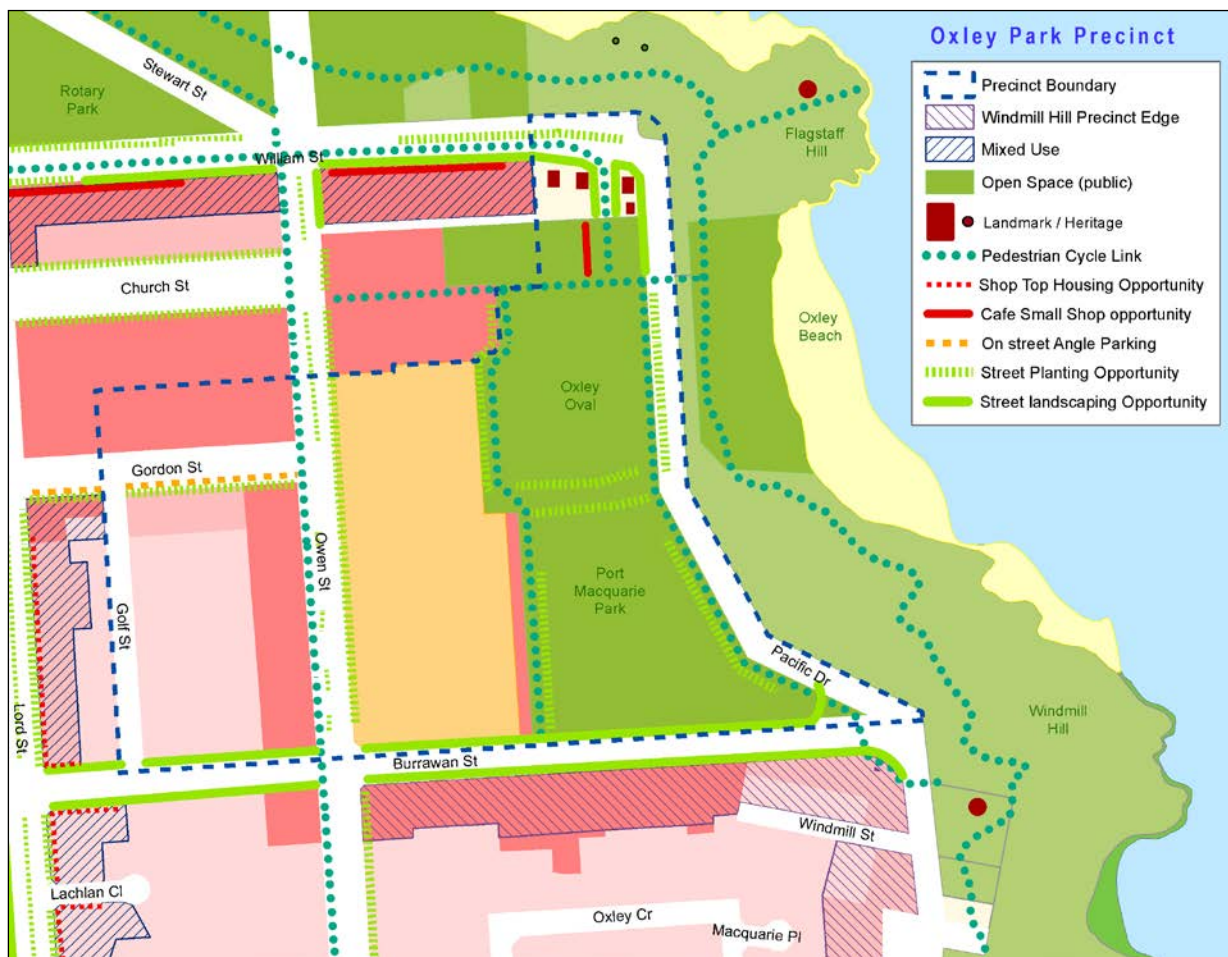 Oxley Park Precinct
Precinct Boundary
Windmill Hill Precinct Edge
Mixed Use
Open Space (public)
Landmark / Heritage
Pedestrian Cycle Link
Shop Top Housing Opportunity
Cafe Small Shop opportunity
On street Angle Parking
Street Planting Opportunity
Street landscaping Opportunity
Stewart St
Rotary
Park
Flagstaff
Hill
William St
Church St
Oxley
Beach
Oxley
Oval
Gordon St
Owen St
Golf St
Port
Macquarie
Park
Lord St
Pacific Dr
Windmill
Hill
Burrawan St
Windmill St
Lachlan Cl
Oxley Cr
Macquarie Pl